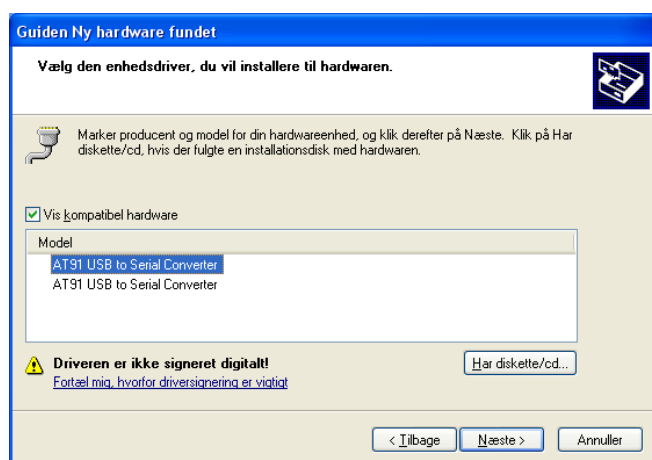 Guiden Ny hardware fundet
Vælg den enhedsdriver, du vil installere til hardwaren.
Marker producent og model for din hardwareenhed, og klik derefter på Næste. Klik på Har
diskette/cd, hvis der fulgte en installationsdisk med hardwaren.
Vis kompatibel hardware
Model
AT91 USB to Serial Converter
AT91 USB to Serial Converter
Driveren er ikke signeret digitalt!
Har diskette/cd...
Fortæl mig, hvorfor driversignering er vigtigt
< Tilbage
Næste >
Annuller